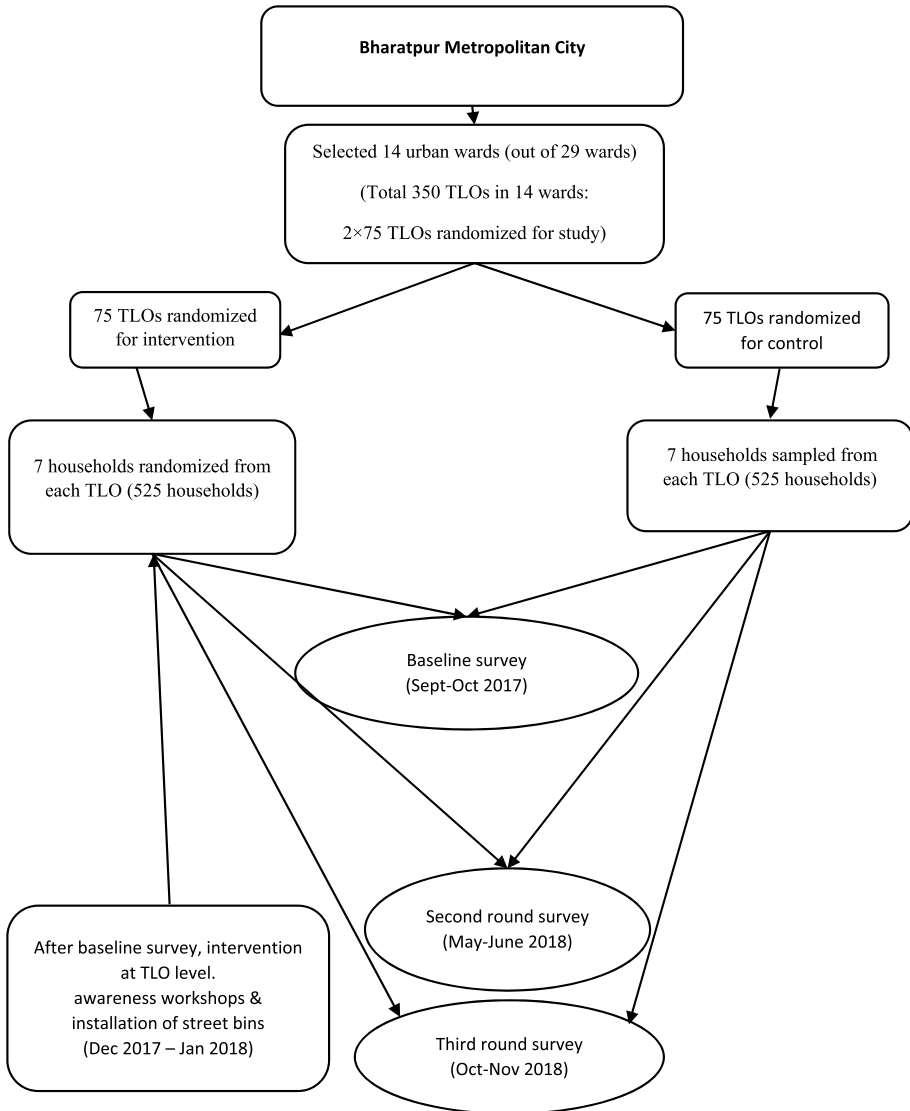 Bharatpur Metropolitan City
Selected 14 urban wards (out of 29 wards)
(Total 350 TLOs in 14 wards:
2×75 TLOs randomized for study)
75 TLOs randomized
for intervention
75 TLOs randomized
for control
7 households randomized from
each TLO (525 households)
7 households sampled from
each TLO (525 households)
Baseline survey
(Sept-Oct 2017)
Second round survey
(May-June 2018)
After baseline survey, intervention
at TLO level.
awareness workshops &
installation of street bins
(Dec 2017 – Jan 2018)
Third round survey
(Oct-Nov 2018)